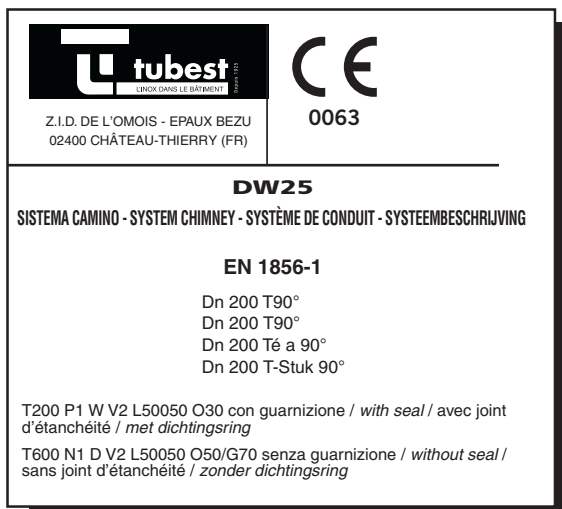 tubest
L'INOX DANS LE BÂTIMENT
Depuis 1925
CE
0063
Z.I.D. DE L'OMOIS - EPAUX BEZU
02400 CHÂTEAU-THIERRY (FR)
DW25
SISTEMA CAMINO - SYSTEM CHIMNEY - SYSTÈME DE CONDUIT - SYSTEEMBESCHRIJVING
EN 1856-1
Dn 200 T90°
Dn 200 T90°
Dn 200 Té a 90°
Dn 200 T-Stuk 90°
T200 P1 W V2 L50050 O30 con guarnizione / with seal / avec joint
d'étanchéité / met dichtingsring
T600 N1 D V2 L50050 O50/G70 senza guarnizione / without seal /
sans joint d'étanchéité / zonder dichtingsring